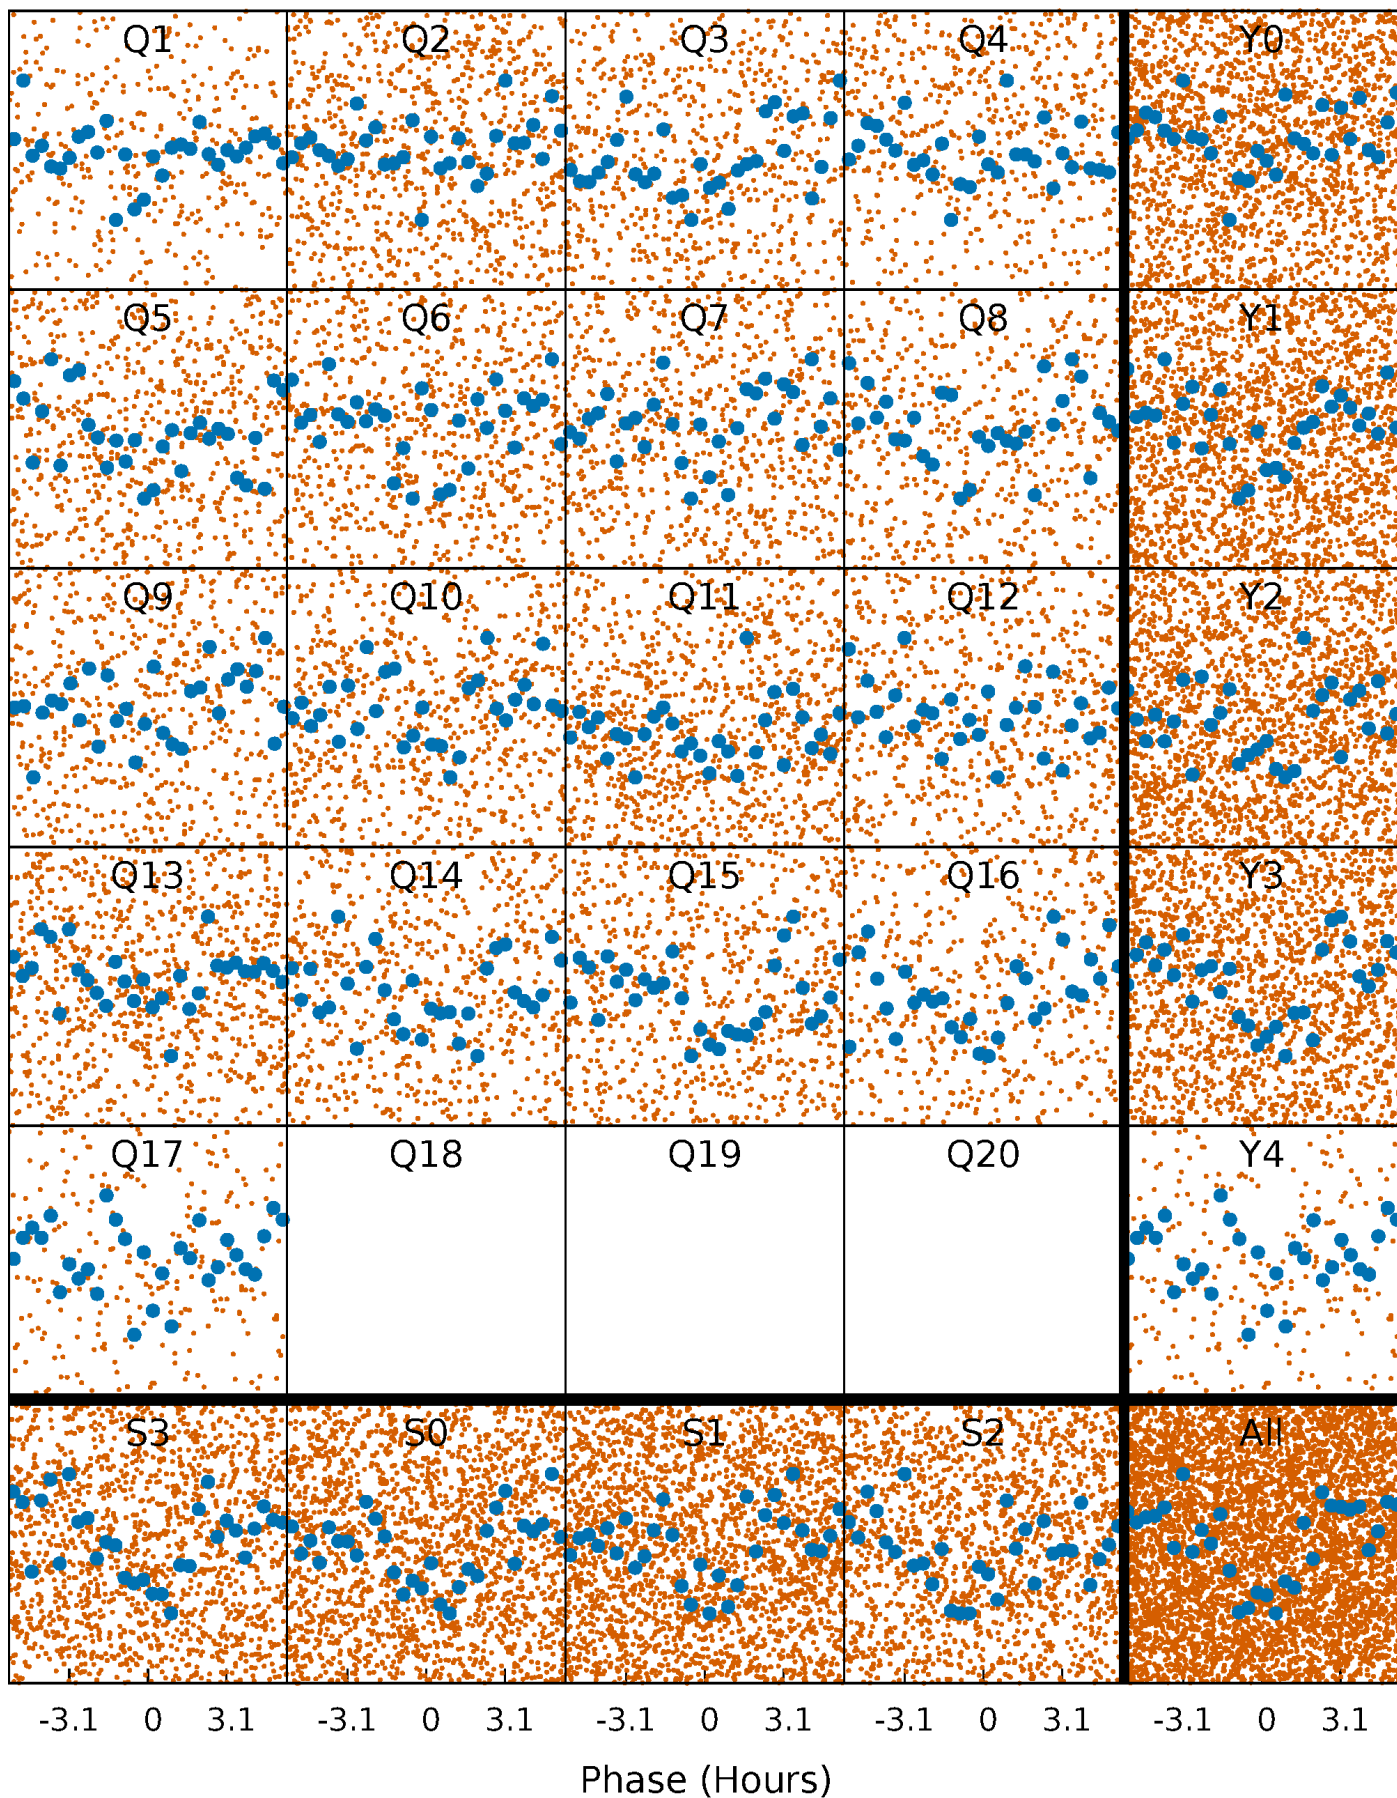 Q1 Q2 Q3 Q4 Y0
Q5 Q6 Q7 Q8 Y1
Q9 Q10 Q11 Q12 Y2
Q13 Q14 Q15 Q16 Y3
Q17 Q18 Q19 Q20 Y4
S3 S0 S1 S2 All
-3.1 0 3.1 -3.1 0 3.1 -3.1 0 3.1 -3.1 0 3.1 -3.1 0 3.1
Phase (Hours)